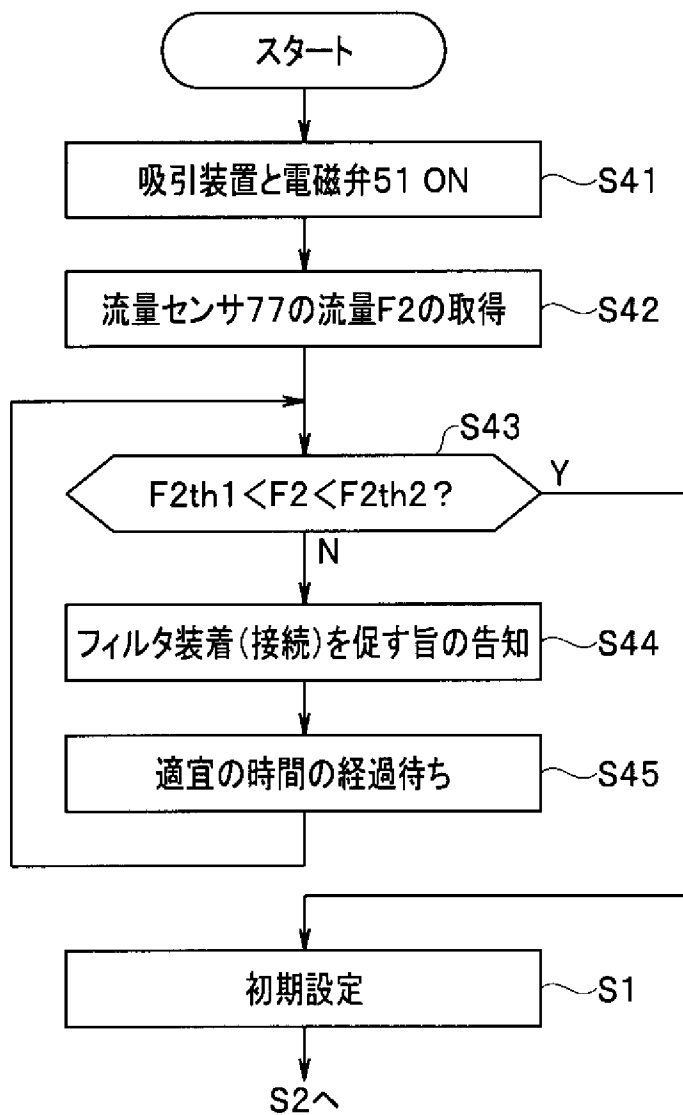 スタート
吸引装置と電磁弁51 ON
S41
流量センサ77の流量F2の取得
S42
S43
F2th1<F2<F2th2?
Y
N
フィルタ装着(接続)を促す旨の告知
S44
適宜の時間の経過待ち
S45
初期設定
S1
S2へ